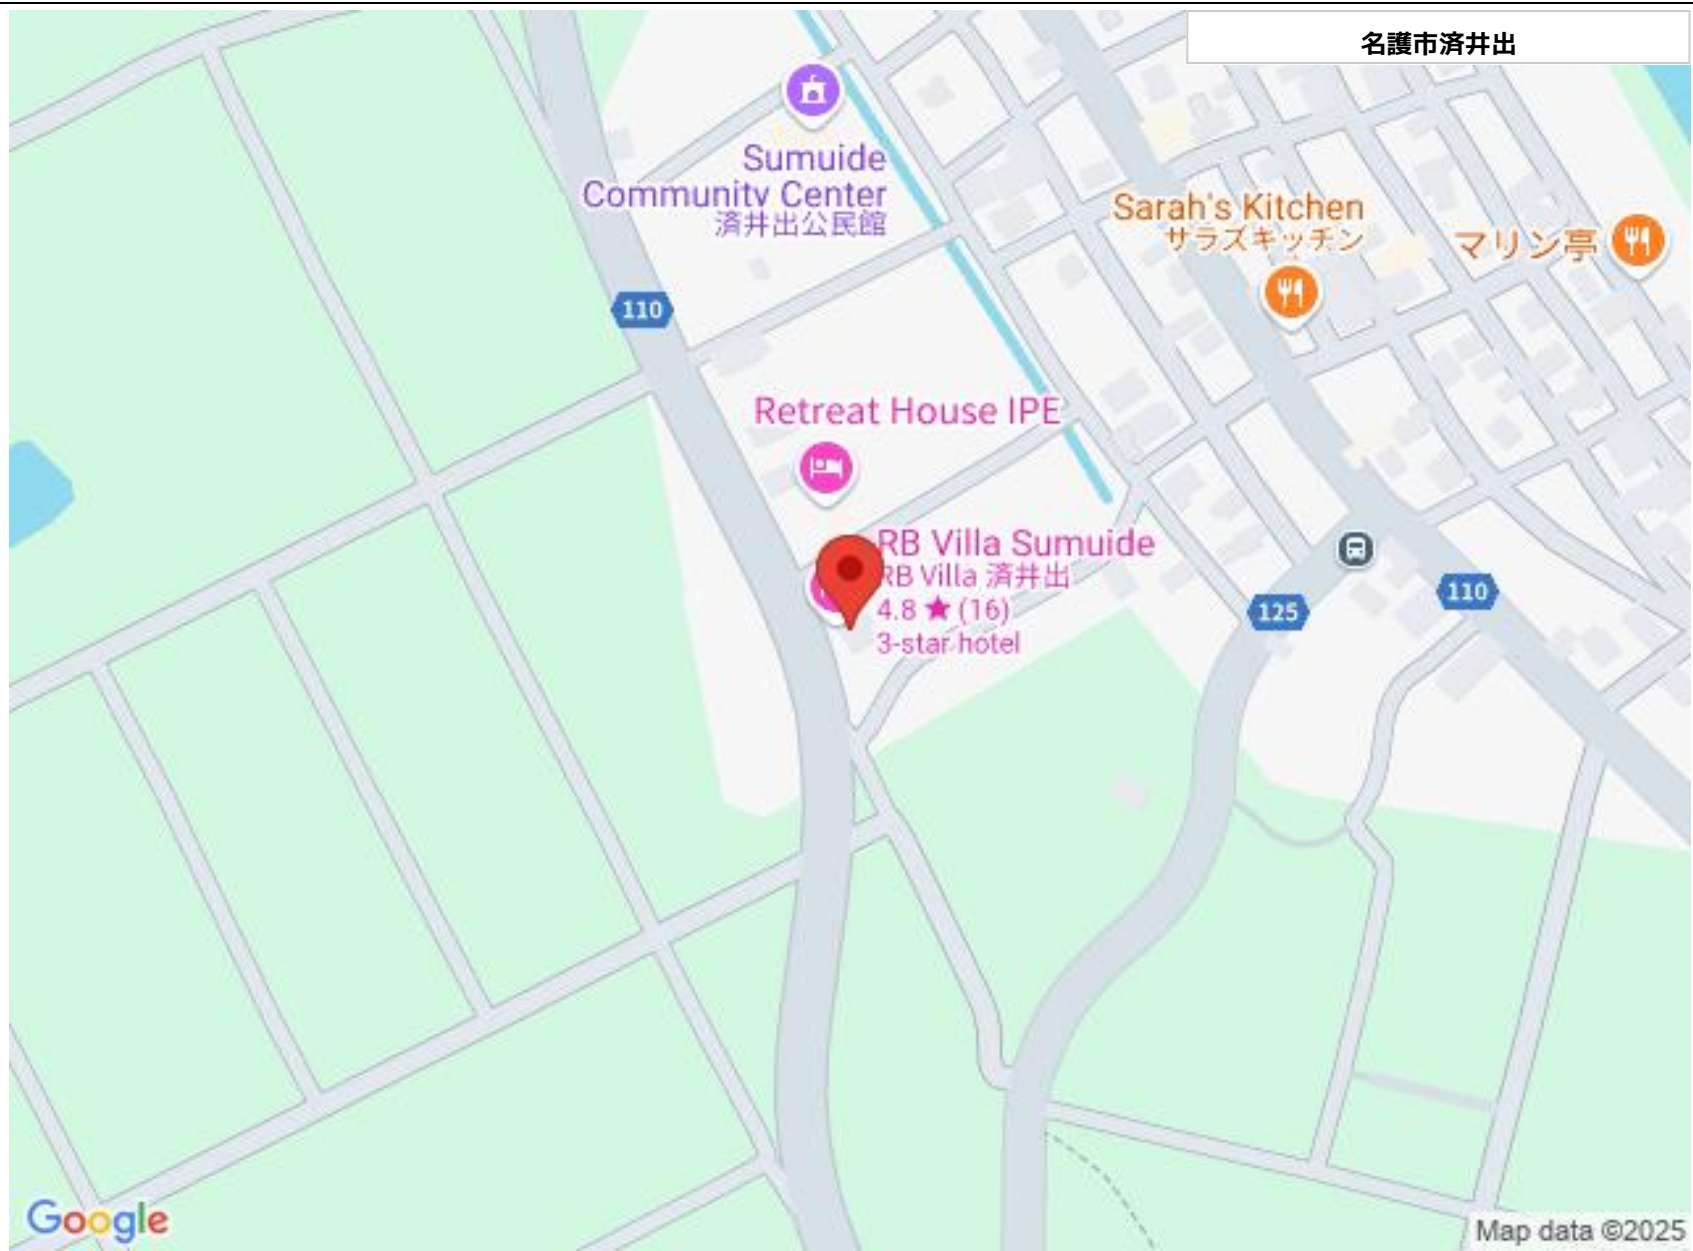 名護市済井出
Sumuide
Community Center
済井出公民館
Sarah's Kitchen
サラズキッチン
マリン亭
110
Retreat House IPE
RB Villa Sumuide
RB Villa 済井出
4.8 ★ (16)
3-star hotel
125
110
Google
Map data ©2025